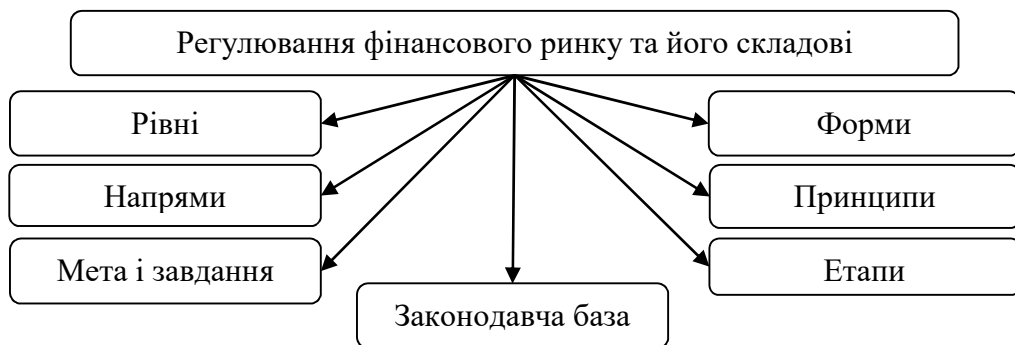 Регулювання фінансового ринку та його складові
Рівні
Форми
Напрями
Принципи
Мета і завдання
Етапи
Законодавча база